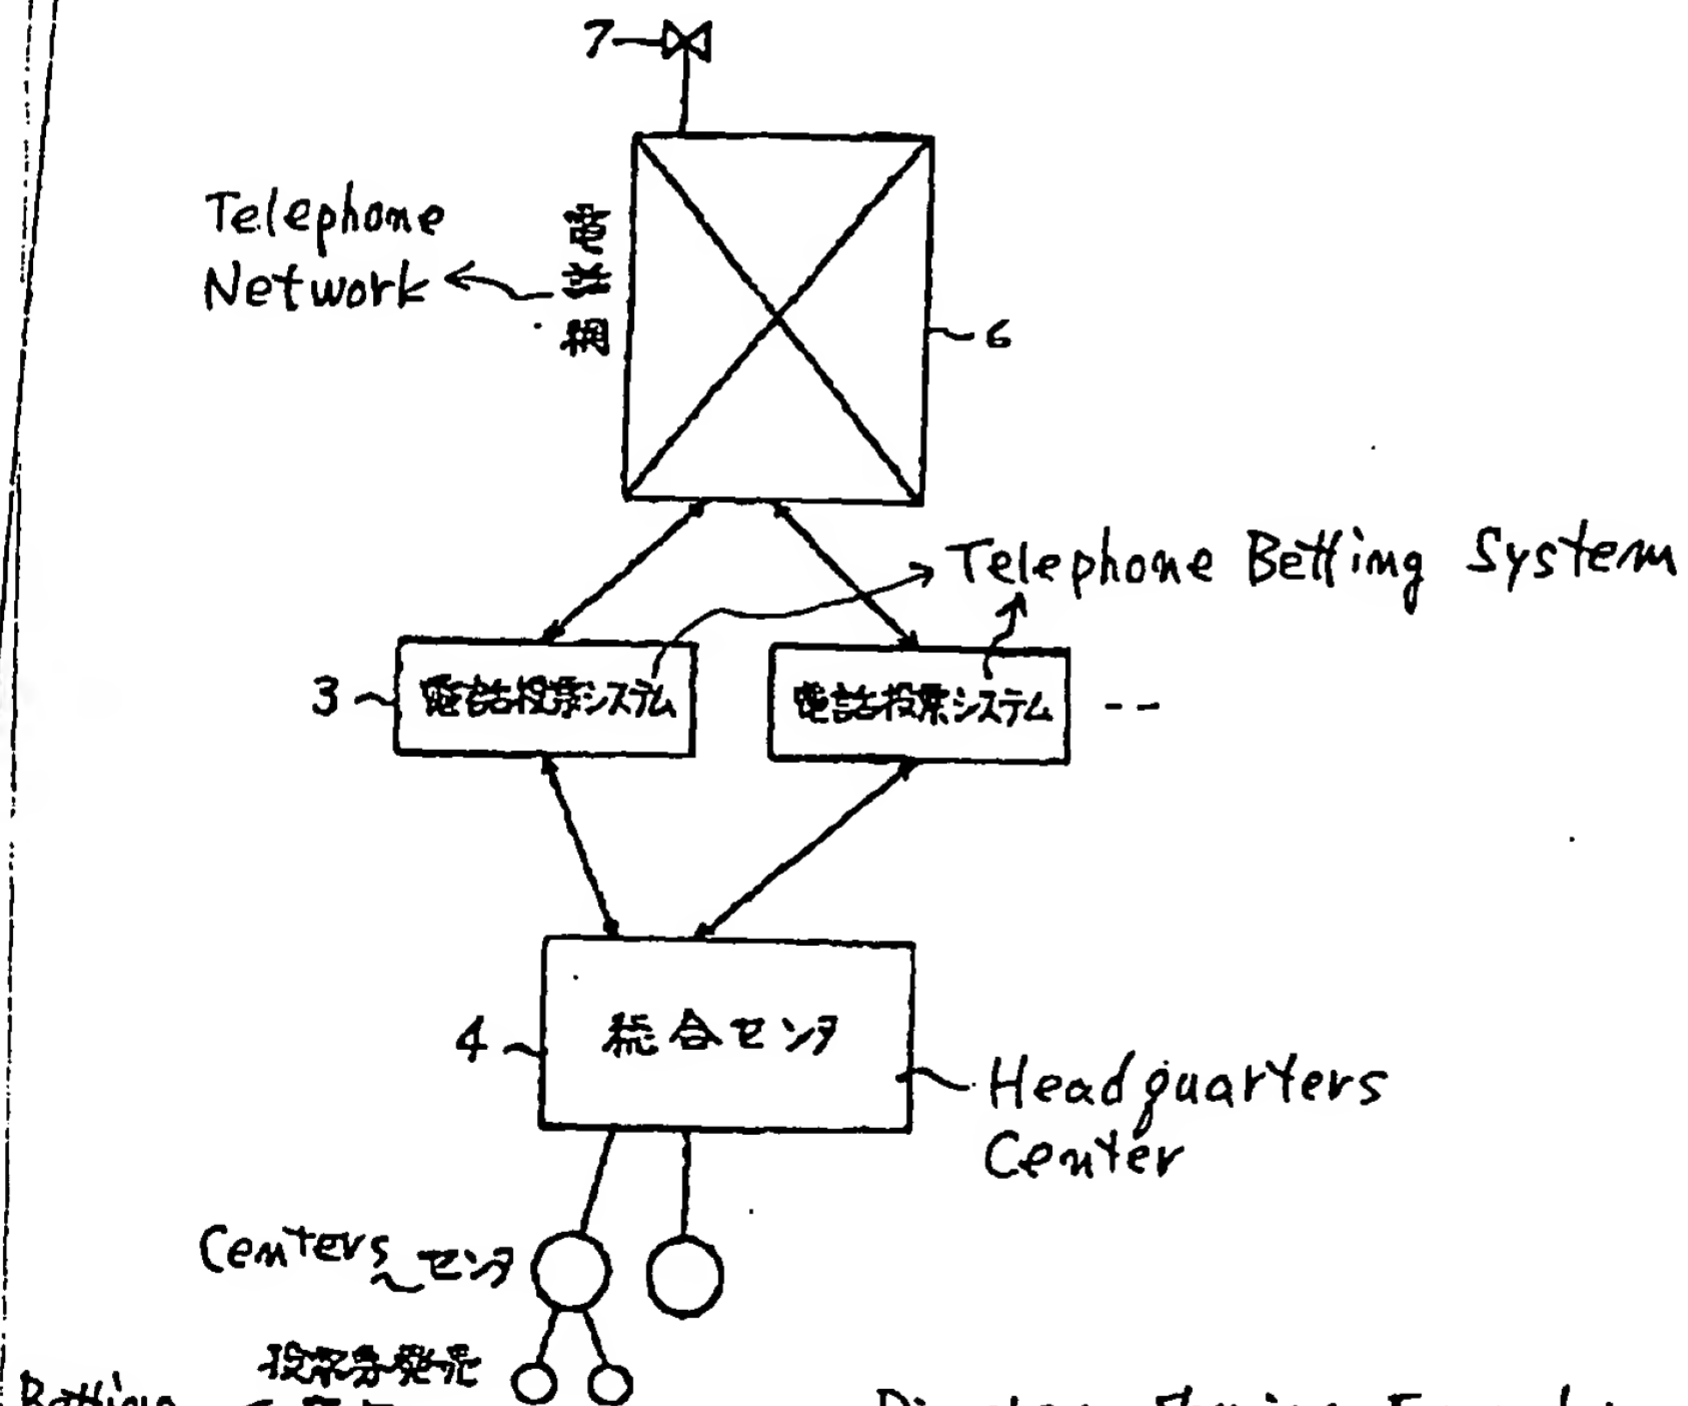 7
Telephone
Network
電話網
6
Telephone Betting System
3
電話投票システム
電話投票システム
--
総合センタ
4
Headquarters
Center
Centers
センタ
投票券発売
Betting